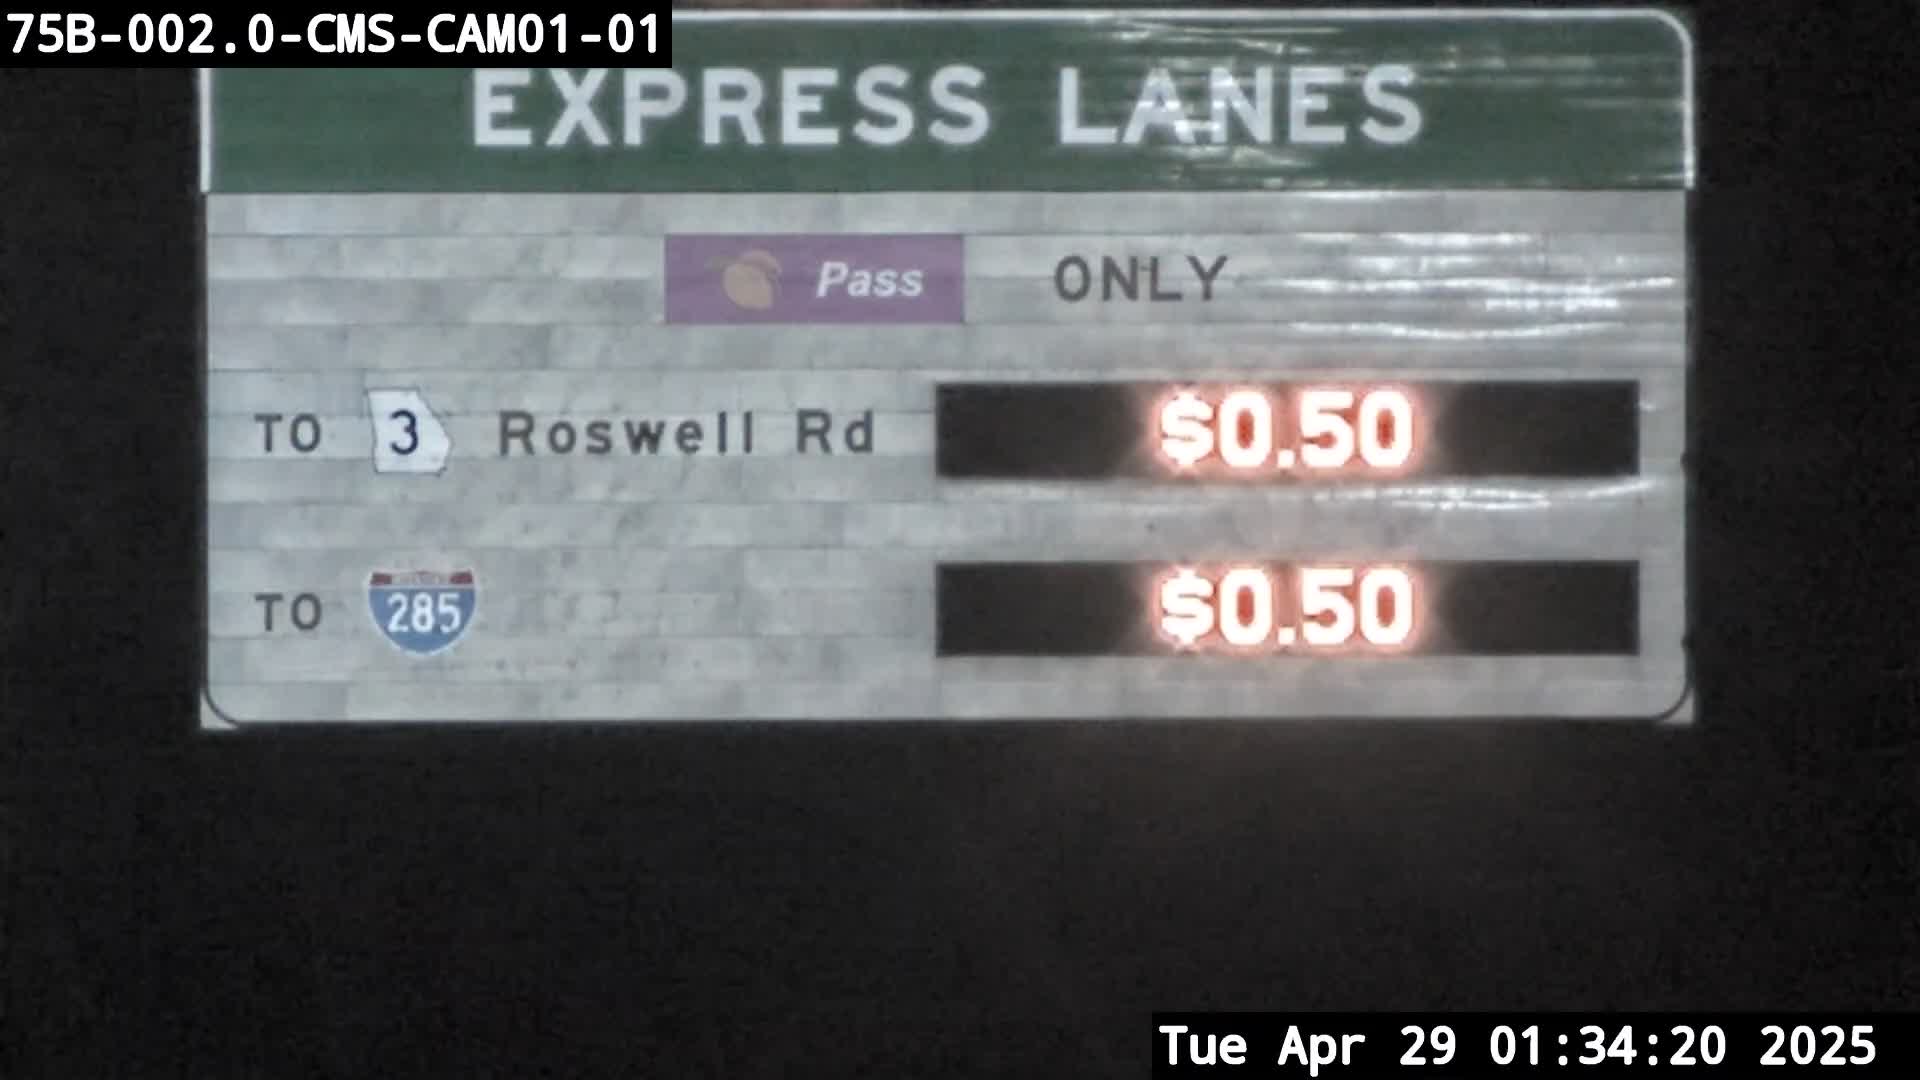 75B-002.0-CMS-CAM01-01
EXPRESS LANES
Pass ONLY
TO 3 Roswell Rd $0.50
TO 285 $0.50
Tue Apr 29 01:34:20 2025